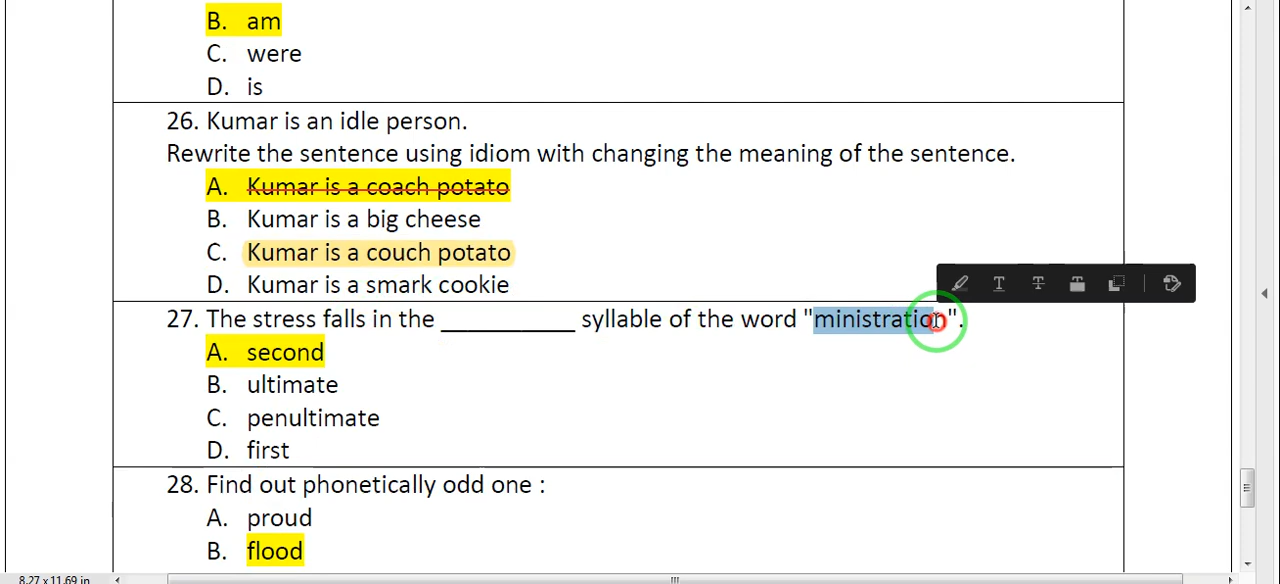 B. am
C. were
D. is
26. Kumar is an idle person.
Rewrite the sentence using idiom with changing the meaning of the sentence.
A. Kumar is a coach potato
B. Kumar is a big cheese
C. Kumar is a couch potato
D. Kumar is a smark cookie
27. The stress falls in the ___________ syllable of the word "ministration".
A. second
B. ultimate
C. penultimate
D. first
28. Find out phonetically odd one :
A. proud
B. flood
8.27 x 11.69 in